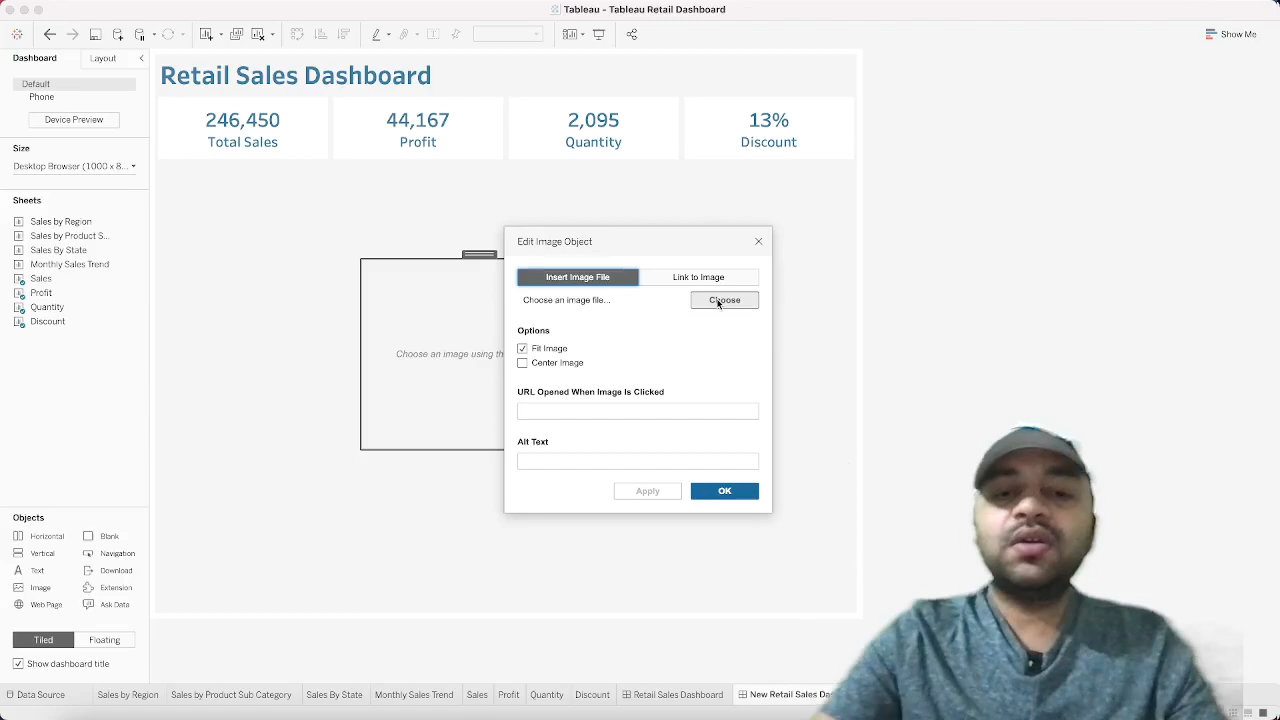 Tableau - Tableau Retail Dashboard
Show Me
Dashboard
Layout
Default
Phone
Device Preview
Size
Desktop Browser (1000 x 8...
Sheets
Sales by Region
Sales by Product S...
Sales By State
Monthly Sales Trend
Sales
Profit
Quantity
Discount
Objects
Horizontal
Blank
Vertical
Navigation
Text
Download
Image
Extension
Web Page
Ask Data
Tiled
Floating
Show dashboard title
Retail Sales Dashboard
246,450
Total Sales
44,167
Profit
2,095
Quantity
13%
Discount
Choose an image using th
Edit Image Object
Insert Image File
Link to Image
Choose an image file...
Choose
Options
Fit Image
Center Image
URL Opened When Image Is Clicked
Alt Text
Apply
OK
Data Source
Sales by Region
Sales by Product Sub Category
Sales By State
Monthly Sales Trend
Sales
Profit
Quantity
Discount
Retail Sales Dashboard
New Retail Sales Das